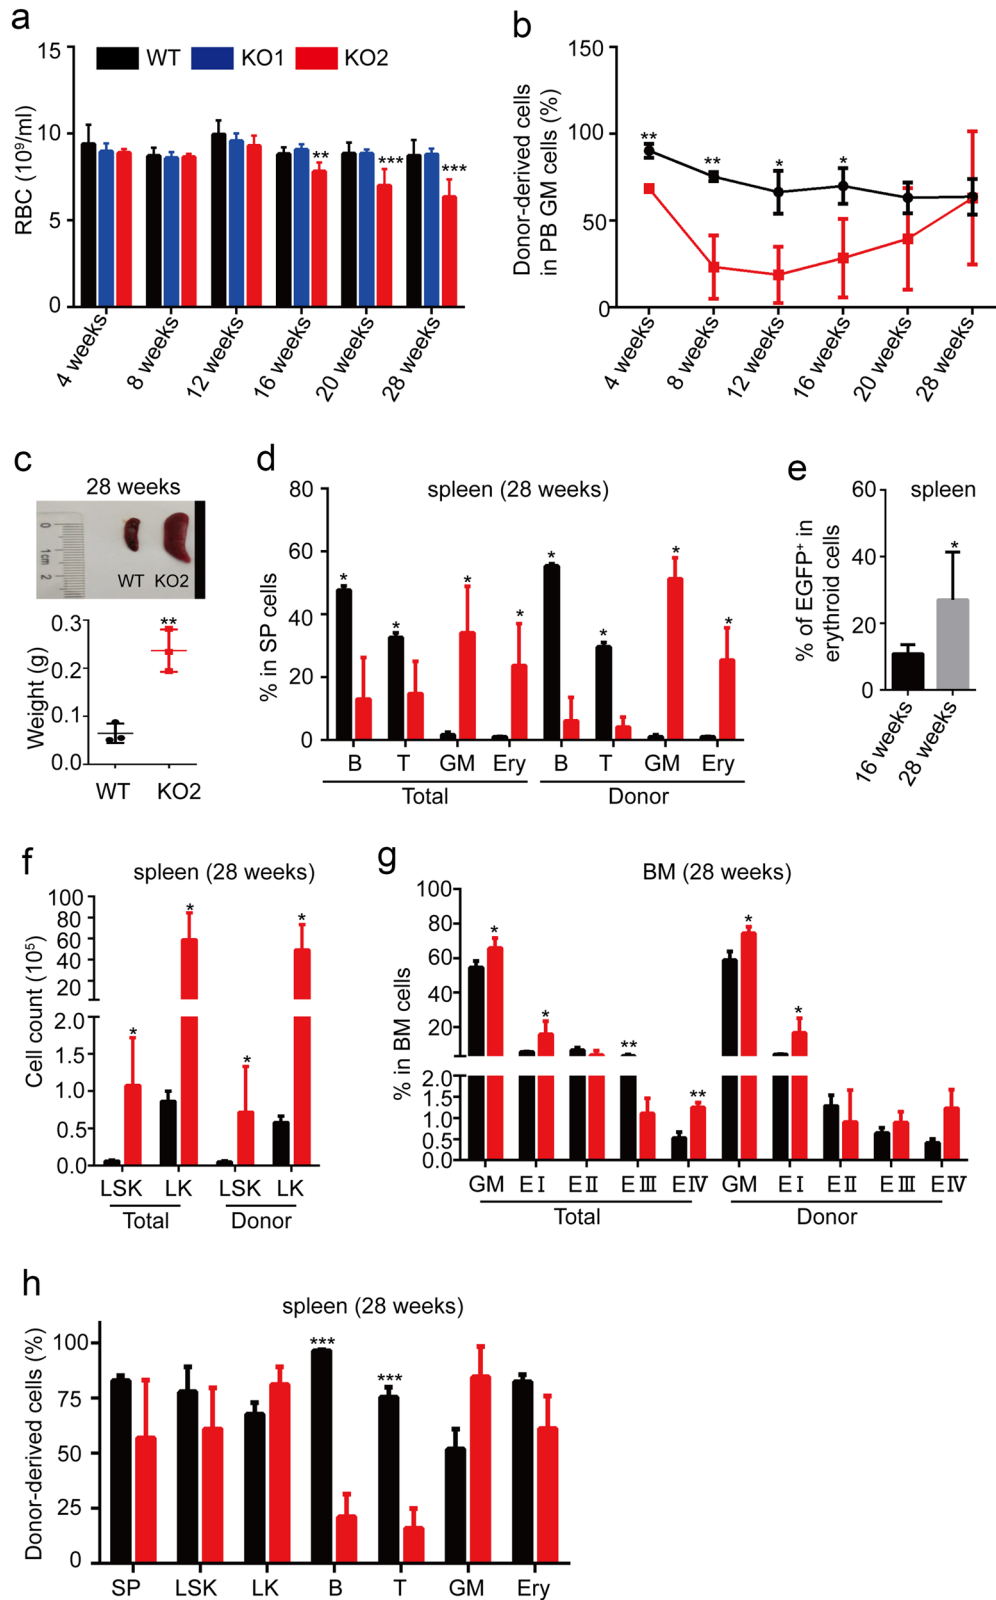 a
WT KO1 KO2
RBC (10⁹/ml)
15
10
5
0
** *** ***
4 weeks 8 weeks 12 weeks 16 weeks 20 weeks 28 weeks
b
Donor-derived cells
in PB GM cells (%)
150
100
50
0
** ** * *
4 weeks 8 weeks 12 weeks 16 weeks 20 weeks 28 weeks
c
28 weeks
0
1cm
2
WT KO2
Weight (g)
0.3
0.2
0.1
0.0
**
WT KO2
d
spleen (28 weeks)
% in SP cells
80
60
40
20
0
* * * * * * * *
B T GM Ery B T GM Ery
Total Donor
e
spleen
% of EGFP⁺ in
erythroid cells
60
40
20
0
*
16 weeks 28 weeks
f
spleen (28 weeks)
Cell count (10⁵)
100
80
60
40
20
2.0
1.5
1.0
0.5
0.0
* * * *
LSK LK LSK LK
Total Donor
g
BM (28 weeks)
% in BM cells
100
80
60
40
20
2.0
1.5
1.0
0.5
0.0
* * ** ** * *
GM EⅠ EⅡ EⅢ EⅣ GM EⅠ EⅡ EⅢ EⅣ
Total Donor
h
spleen (28 weeks)
Donor-derived cells (%)
100
75
50
25
0
*** ***
SP LSK LK B T GM Ery